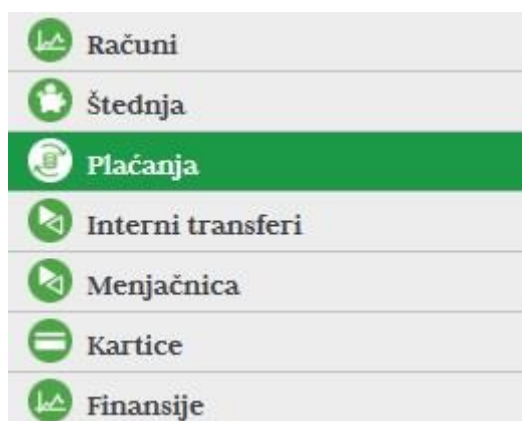 Računi
Štednja
Plaćanja
Interni transferi
Menjačnica
Kartice
Finansije